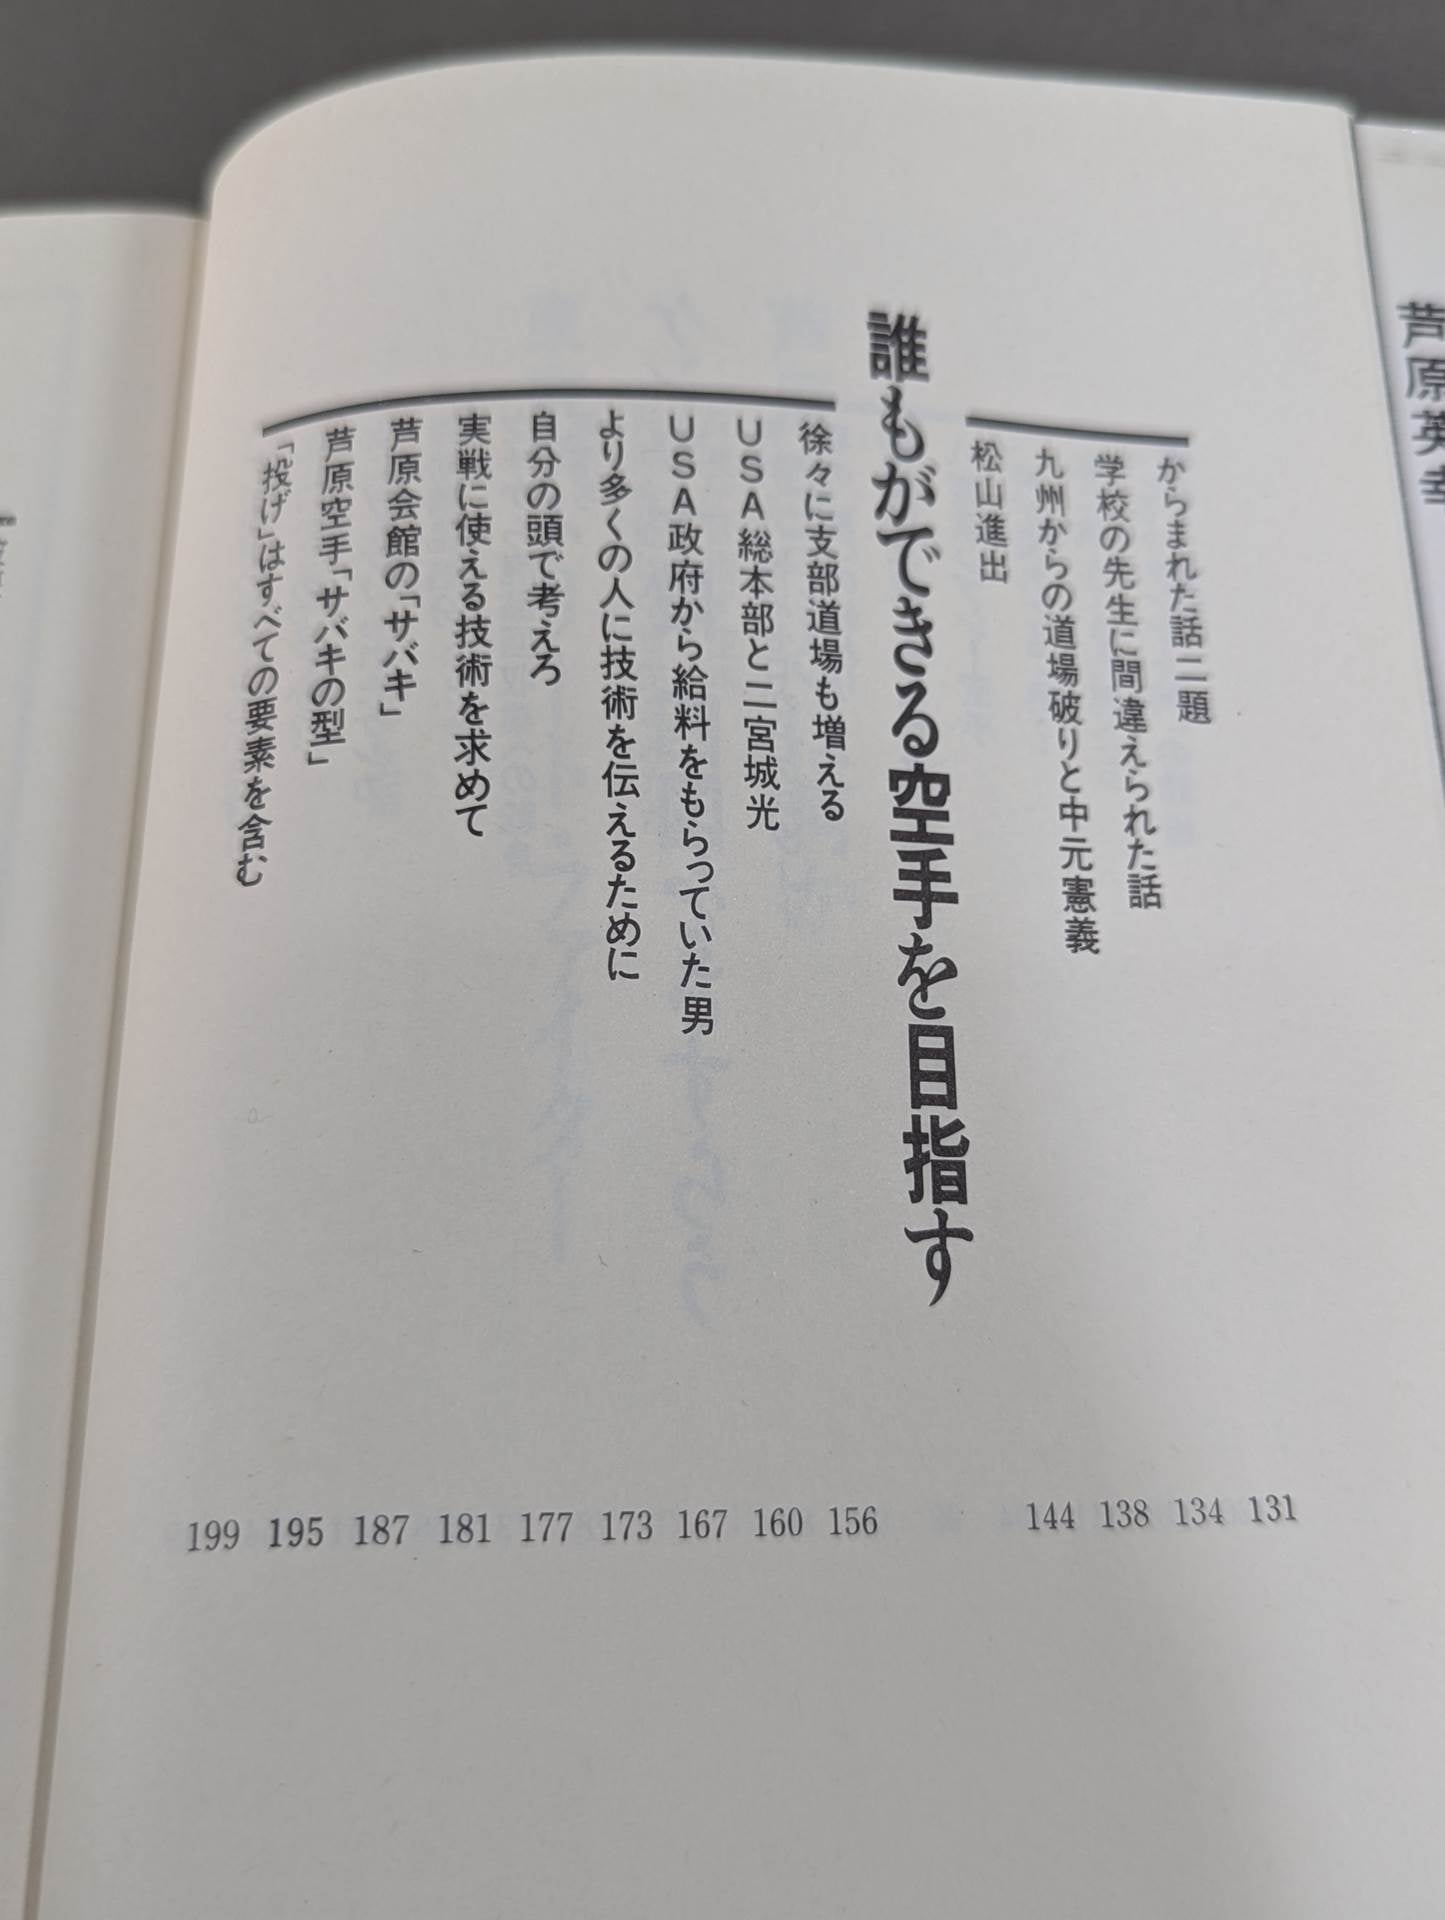 からまれた話二題
学校の先生に間違えられた話
九州からの道場破りと中元憲義
松山進出
誰もができる空手を目指す
徐々に支部道場も増える
USA総本部と二宮城光
USA政府から給料をもらっていた男
より多くの人に技術を伝えるために
自分の頭で考えろ
実戦に使える技術を求めて
芦原会館の「サバキ」
芦原空手「サバキの型」
「投げ」はすべての要素を含む
131
134
138
144
156
160
167
173
177
181
187
195
199
芦原英幸